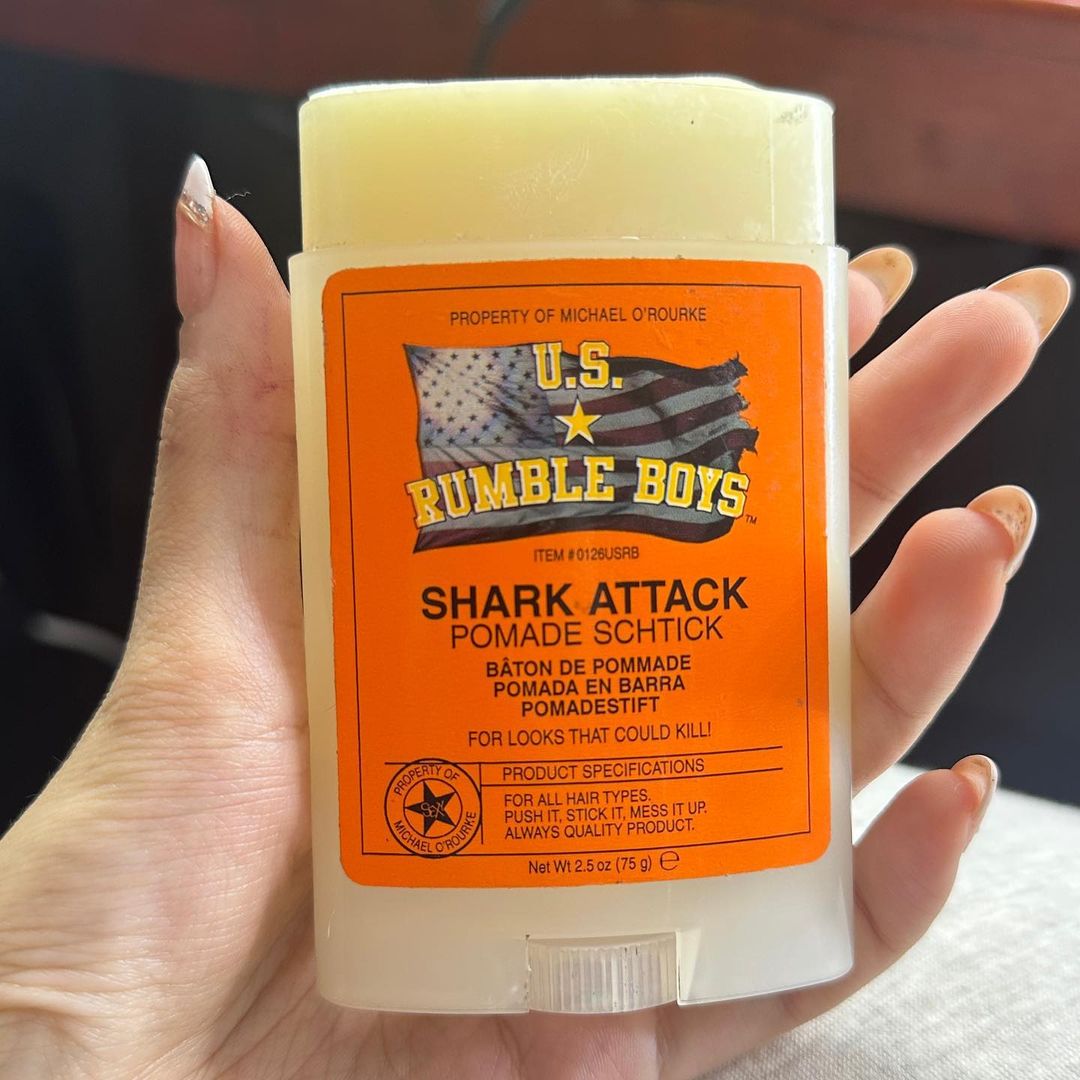 PROPERTY OF MICHAEL O'ROURKE
U.S.
RUMBLE BOYS™
ITEM #0126USRB
SHARK ATTACK
POMADE SCHTICK
BÂTON DE POMMADE
POMADA EN BARRA
POMADESTIFT
FOR LOOKS THAT COULD KILL!
PRODUCT SPECIFICATIONS
FOR ALL HAIR TYPES.
PUSH IT, STICK IT, MESS IT UP.
ALWAYS QUALITY PRODUCT.
PROPERTY OF
MICHAEL O'ROURKE
Net Wt 2.5 oz (75 g) ℮